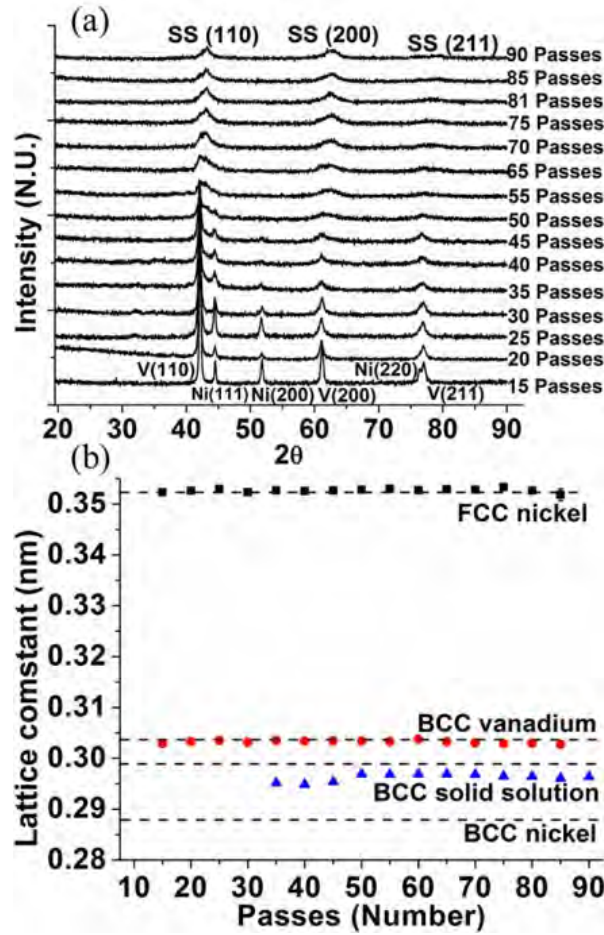 (a)
SS (110) SS (200) SS (211)
90 Passes
85 Passes
81 Passes
75 Passes
70 Passes
65 Passes
55 Passes
50 Passes
45 Passes
40 Passes
35 Passes
30 Passes
25 Passes
20 Passes
15 Passes
Intensity (N.U.)
V(110) Ni(111) Ni(200) V(200) Ni(220) V(211)
20 30 40 50 60 70 80 90
2θ
(b)
Lattice comstant (nm)
0.35
0.34
0.33
0.32
0.31
0.30
0.29
0.28
FCC nickel
BCC vanadium
BCC solid solution
BCC nickel
10 20 30 40 50 60 70 80 90
Passes (Number)